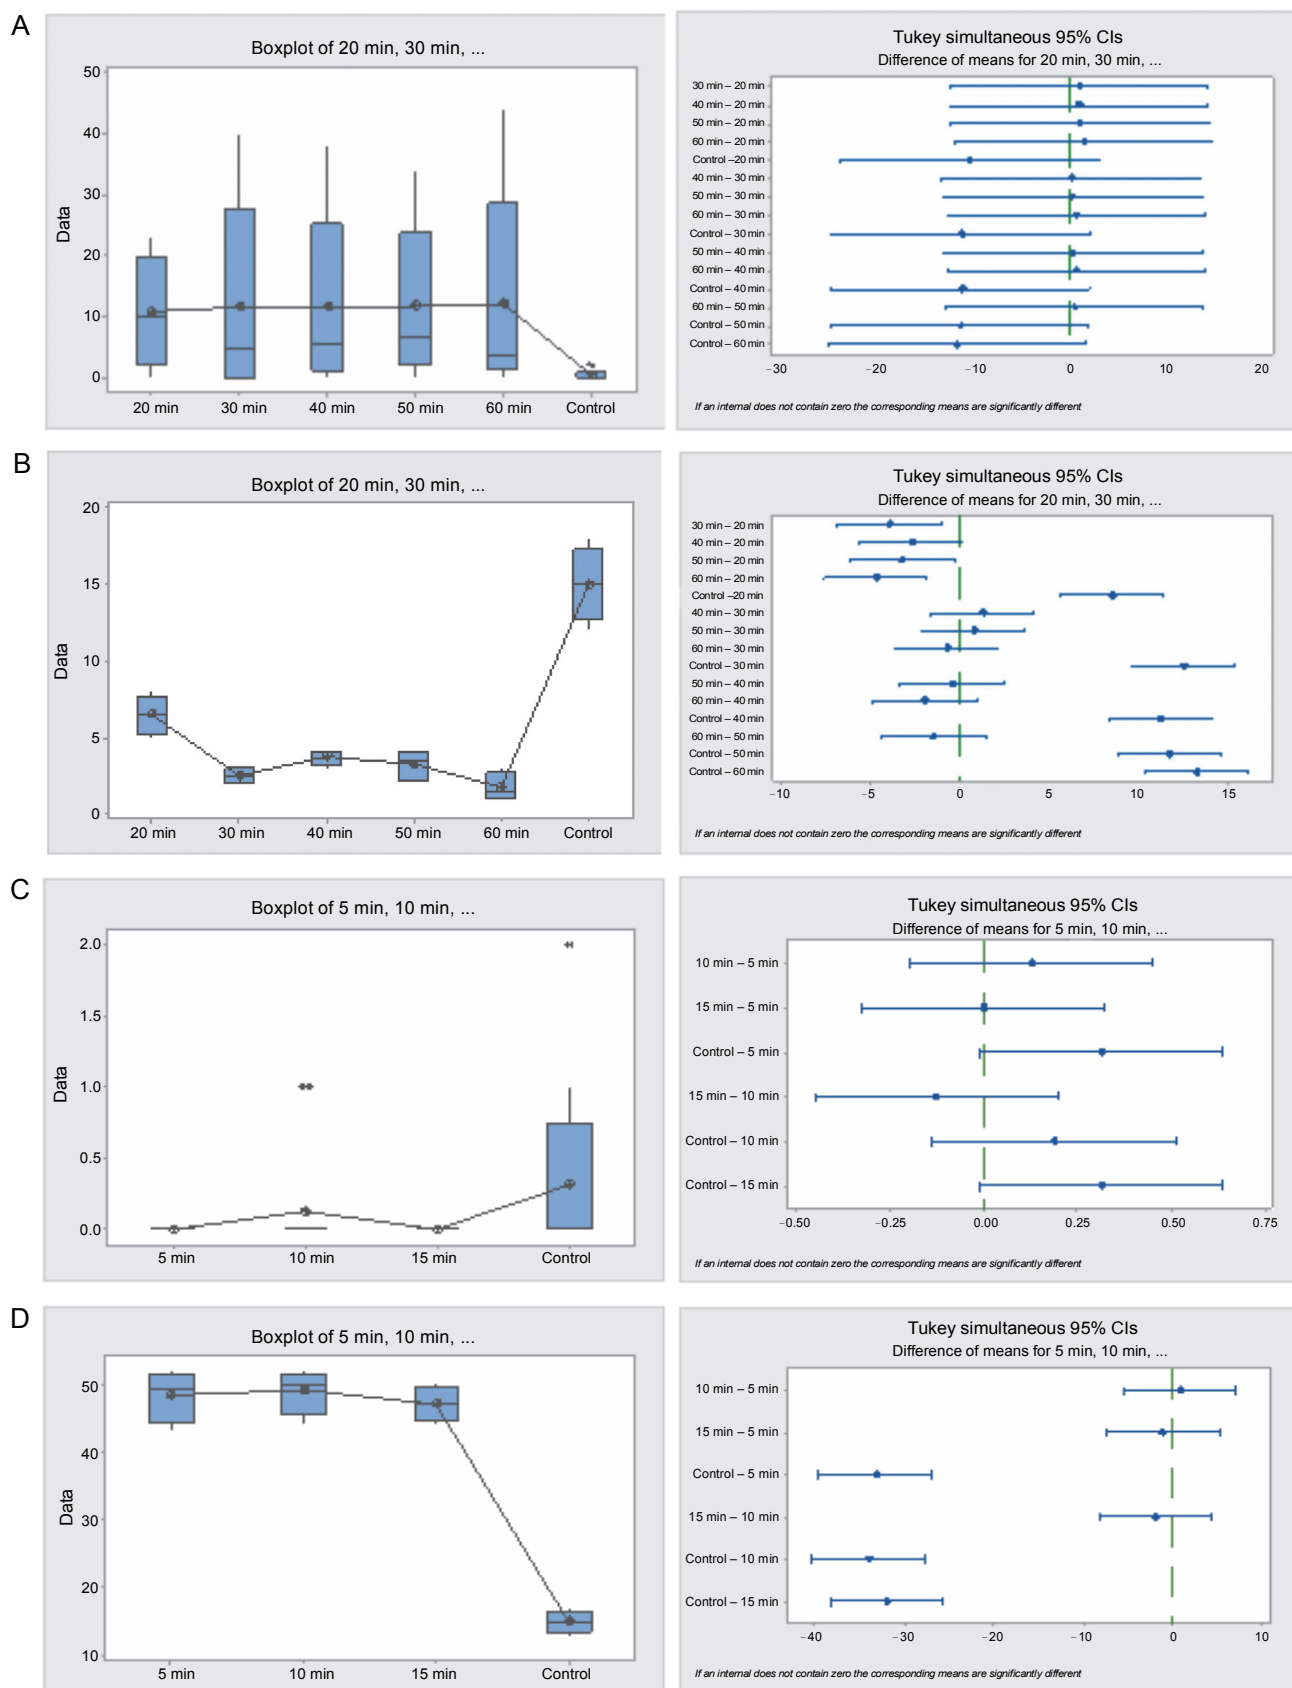 A
Boxplot of 20 min, 30 min, ...
Data
50
40
30
20
10
0
20 min
30 min
40 min
50 min
60 min
Control
Tukey simultaneous 95% CIs
Difference of means for 20 min, 30 min, ...
30 min – 20 min
40 min – 20 min
50 min – 20 min
60 min – 20 min
Control –20 min
40 min – 30 min
50 min – 30 min
60 min – 30 min
Control – 30 min
50 min – 40 min
60 min – 40 min
Control – 40 min
60 min – 50 min
Control – 50 min
Control – 60 min
−30
−20
−10
0
10
20
If an internal does not contain zero the corresponding means are significantly different
B
Boxplot of 20 min, 30 min, ...
Data
20
15
10
5
0
20 min
30 min
40 min
50 min
60 min
Control
Tukey simultaneous 95% CIs
Difference of means for 20 min, 30 min, ...
30 min – 20 min
40 min – 20 min
50 min – 20 min
60 min – 20 min
Control –20 min
40 min – 30 min
50 min – 30 min
60 min – 30 min
Control – 30 min
50 min – 40 min
60 min – 40 min
Control – 40 min
60 min – 50 min
Control – 50 min
Control – 60 min
−10
−5
0
5
10
15
If an internal does not contain zero the corresponding means are significantly different
C
Boxplot of 5 min, 10 min, ...
Data
2.0
1.5
1.0
0.5
0.0
5 min
10 min
15 min
Control
Tukey simultaneous 95% CIs
Difference of means for 5 min, 10 min, ...
10 min – 5 min
15 min – 5 min
Control – 5 min
15 min – 10 min
Control – 10 min
Control – 15 min
−0.50
−0.25
0.00
0.25
0.50
0.75
If an internal does not contain zero the corresponding means are significantly different
D
Boxplot of 5 min, 10 min, ...
Data
50
40
30
20
10
5 min
10 min
15 min
Control
Tukey simultaneous 95% CIs
Difference of means for 5 min, 10 min, ...
10 min – 5 min
15 min – 5 min
Control – 5 min
15 min – 10 min
Control – 10 min
Control – 15 min
−40
−30
−20
−10
0
10
If an internal does not contain zero the corresponding means are significantly different